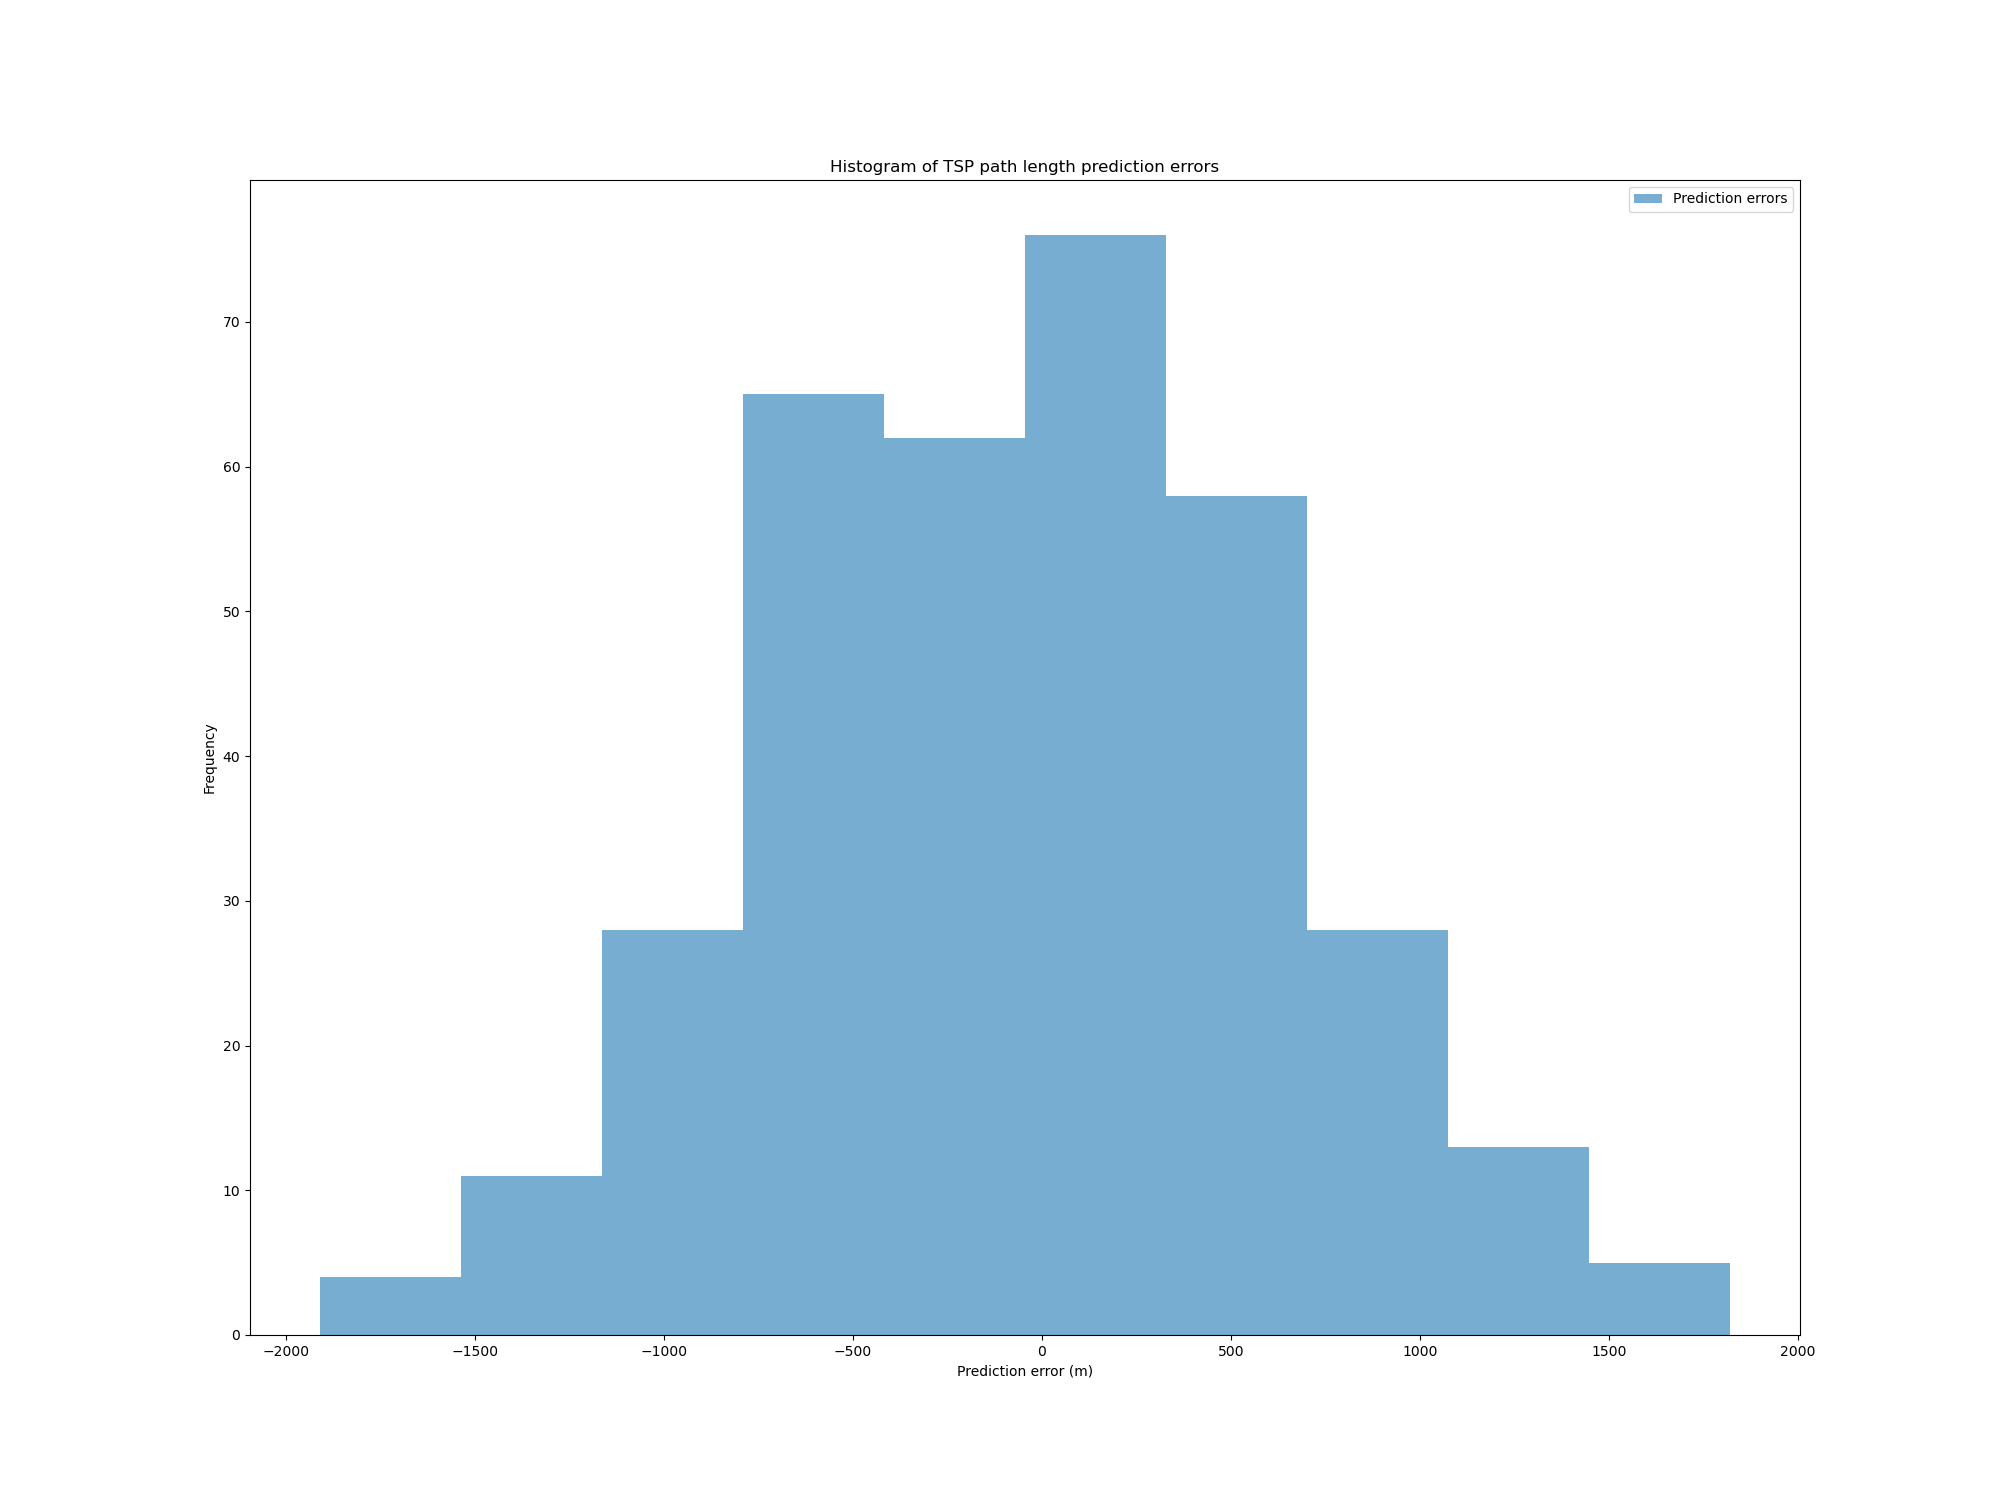 Histogram of TSP path length prediction errors
Prediction errors
70
60
50
40
30
20
10
0
Frequency
−2000 −1500 −1000 −500 0 500 1000 1500 2000
Prediction error (m)